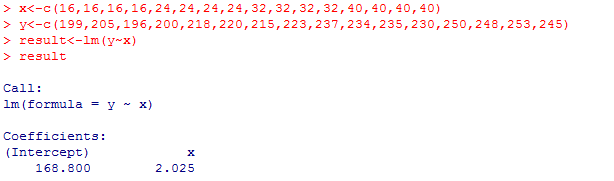 > x<-c(16,16,16,16,24,24,24,24,32,32,32,32,40,40,40,40)
> y<-c(199,205,196,200,218,220,215,223,237,234,235,230,250,248,253,245)
> result<-lm(y~x)
> result
Call:
lm(formula = y ~ x)
Coefficients:
(Intercept)            x
    168.800        2.025